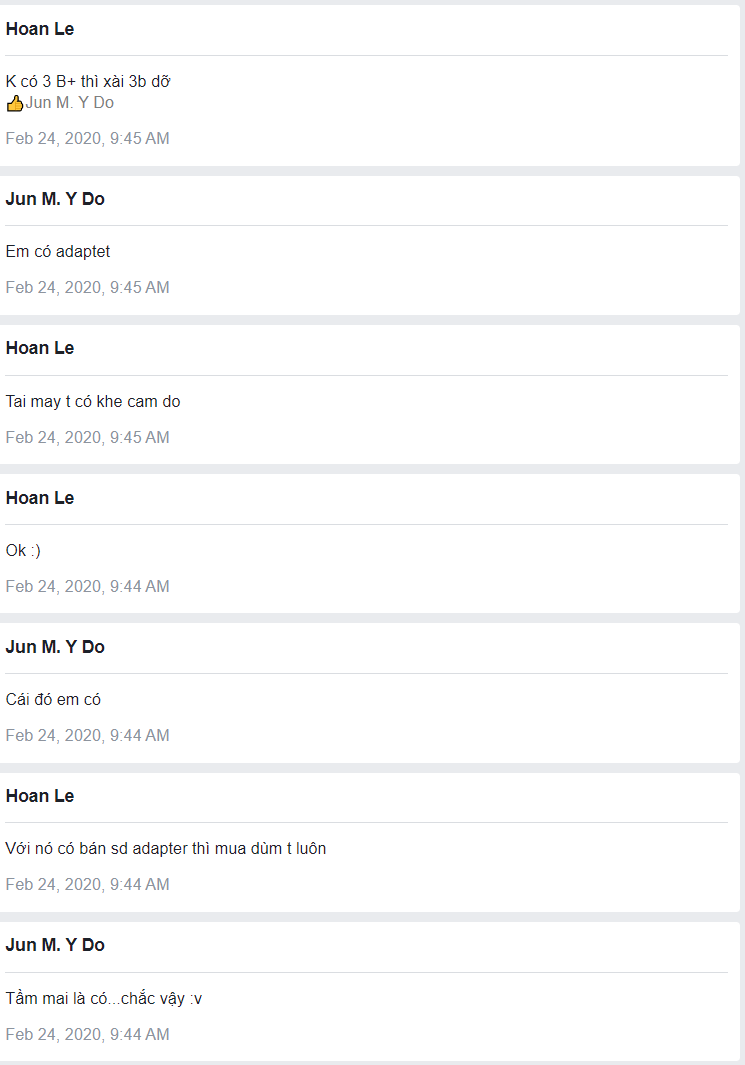 Hoan Le
K có 3 B+ thì xài 3b dỡ
👍Jun M. Y Do
Feb 24, 2020, 9:45 AM
Jun M. Y Do
Em có adaptet
Feb 24, 2020, 9:45 AM
Hoan Le
Tai may t có khe cam do
Feb 24, 2020, 9:45 AM
Hoan Le
Ok :)
Feb 24, 2020, 9:44 AM
Jun M. Y Do
Cái đó em có
Feb 24, 2020, 9:44 AM
Hoan Le
Với nó có bán sd adapter thì mua dùm t luôn
Feb 24, 2020, 9:44 AM
Jun M. Y Do
Tầm mai là có...chắc vậy :v
Feb 24, 2020, 9:44 AM